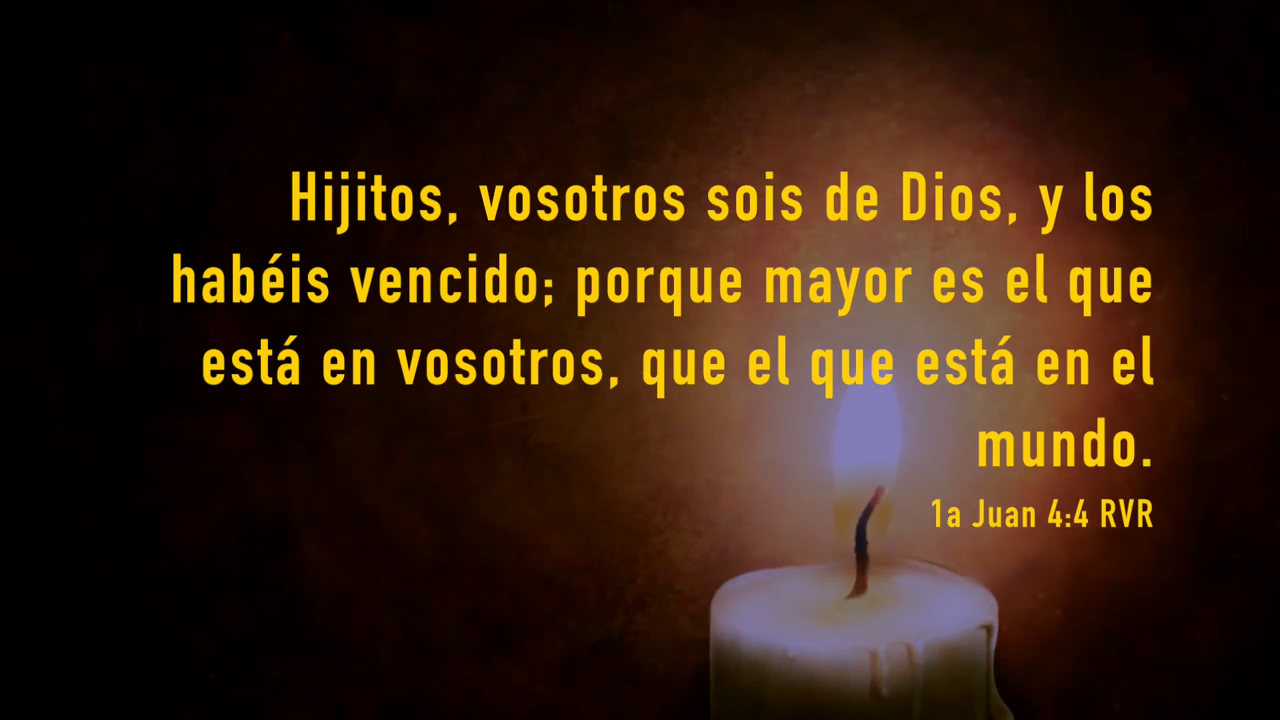 Hijitos, vosotros sois de Dios, y los
habéis vencido; porque mayor es el que
está en vosotros, que el que está en el
mundo.
1a Juan 4:4 RVR